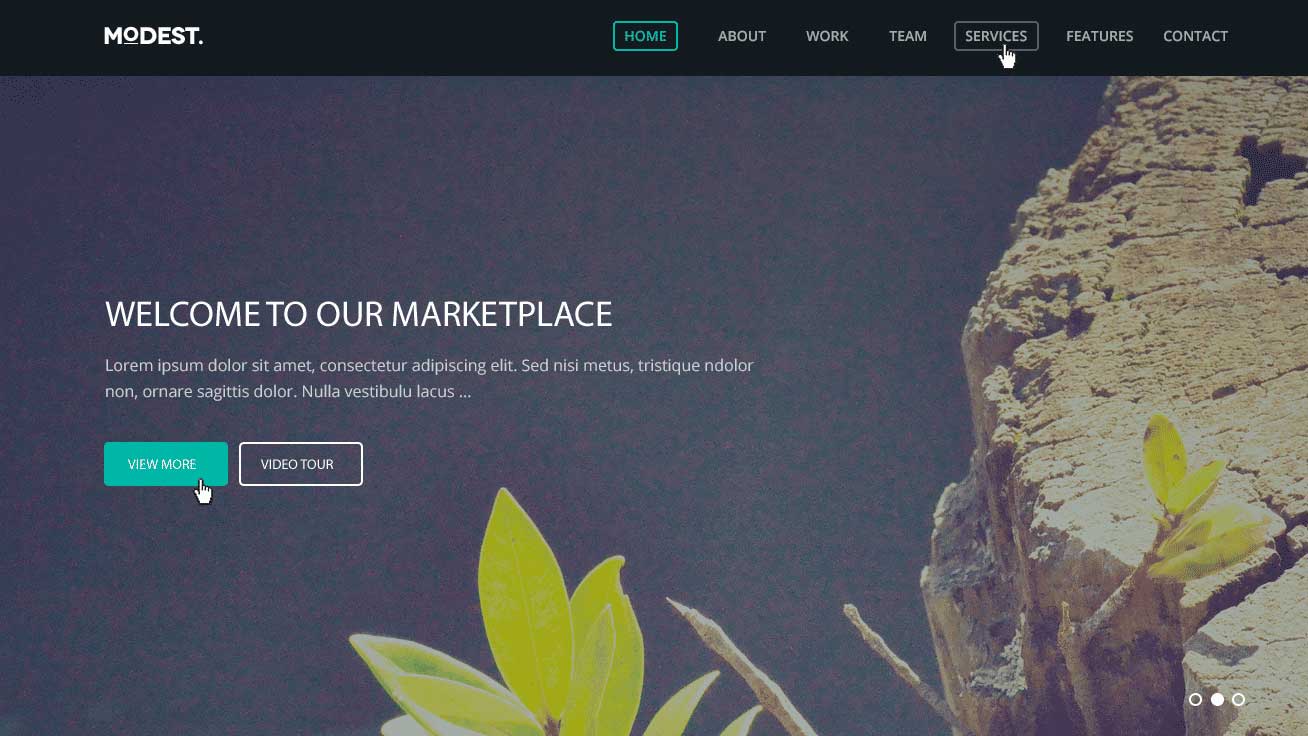 MODEST.
HOME ABOUT WORK TEAM SERVICES FEATURES CONTACT
WELCOME TO OUR MARKETPLACE
Lorem ipsum dolor sit amet, consectetur adipiscing elit. Sed nisi metus, tristique ndolor
non, ornare sagittis dolor. Nulla vestibulu lacus ...
VIEW MORE VIDEO TOUR